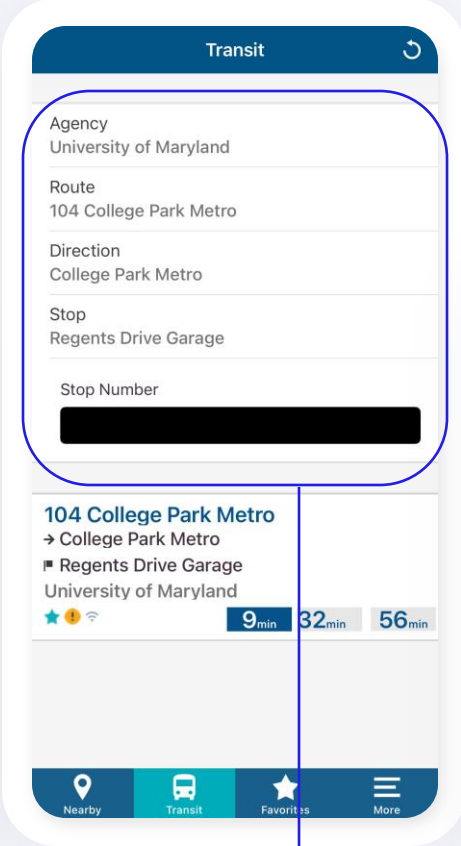 Transit
Agency
University of Maryland
Route
104 College Park Metro
Direction
College Park Metro
Stop
Regents Drive Garage
Stop Number
104 College Park Metro
→ College Park Metro
Regents Drive Garage
University of Maryland
9min 32min 56min
Nearby Transit Favorites More